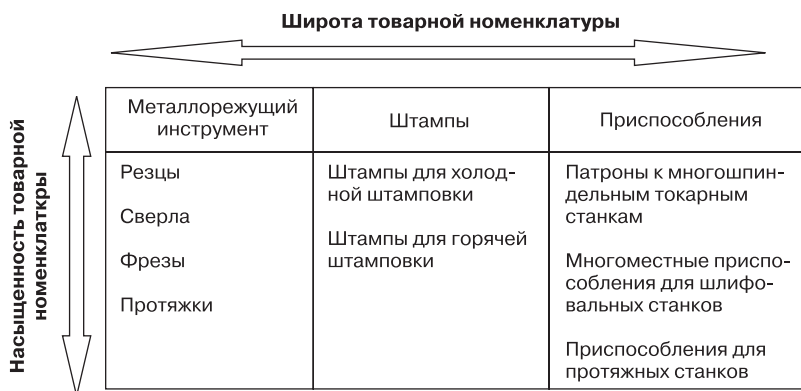 Широта товарной номенклатуры
Насыщенность товарной
номенклаткры
Металлорежущий
инструмент
Штампы
Приспособления
Резцы
Сверла
Фрезы
Протяжки
Штампы для холод-
ной штамповки
Штампы для горячей
штамповки
Патроны к многошпин-
дельным токарным
станкам
Многоместные приспо-
собления для шлифо-
вальных станков
Приспособления для
протяжных станков